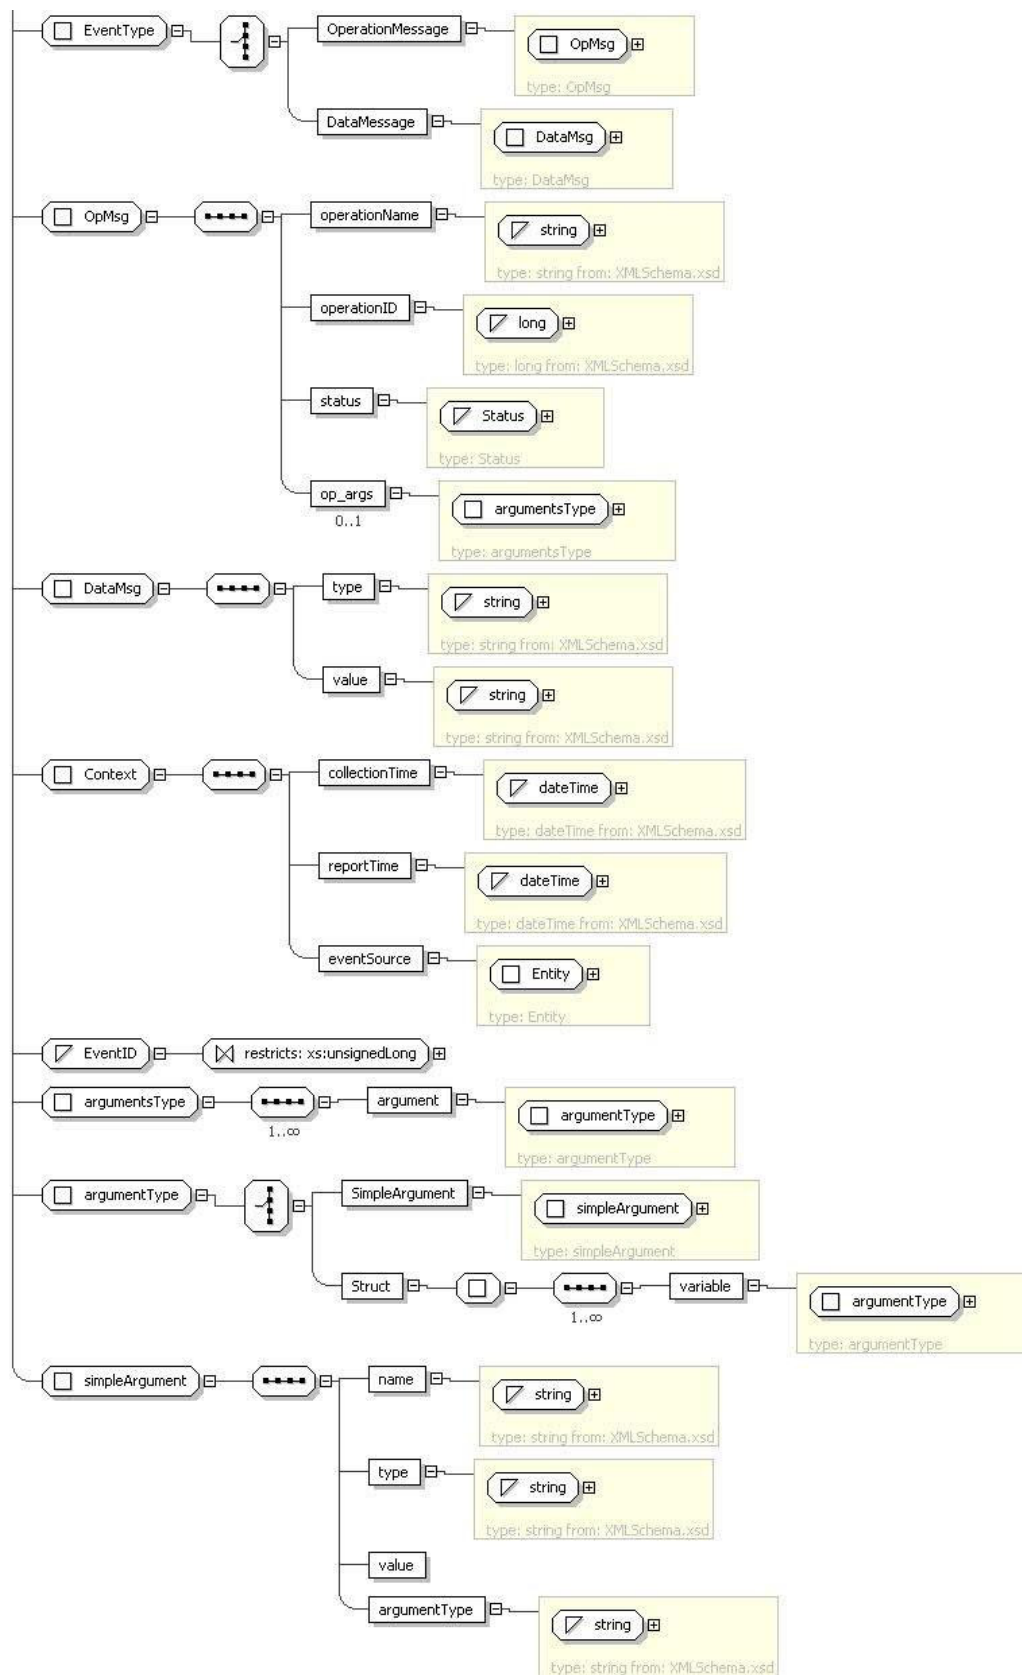 EventType
OperationMessage
OpMsg
type: OpMsg
DataMessage
DataMsg
type: DataMsg
OpMsg
operationName
string
type: string from: XMLSchema.xsd
operationID
long
type: long from: XMLSchema.xsd
status
Status
type: Status
op_args
0..1
argumentsType
type: argumentsType
DataMsg
type
string
type: string from: XMLSchema.xsd
value
string
type: string from: XMLSchema.xsd
Context
collectionTime
dateTime
type: dateTime from: XMLSchema.xsd
reportTime
dateTime
type: dateTime from: XMLSchema.xsd
eventSource
Entity
type: Entity
EventID
restricts: xs:unsignedLong
argumentsType
1..∞
argument
argumentType
type: argumentType
argumentType
SimpleArgument
simpleArgument
type: simpleArgument
Struct
1..∞
variable
argumentType
type: argumentType
simpleArgument
name
string
type: string from: XMLSchema.xsd
type
string
type: string from: XMLSchema.xsd
value
argumentType
string
type: string from: XMLSchema.xsd